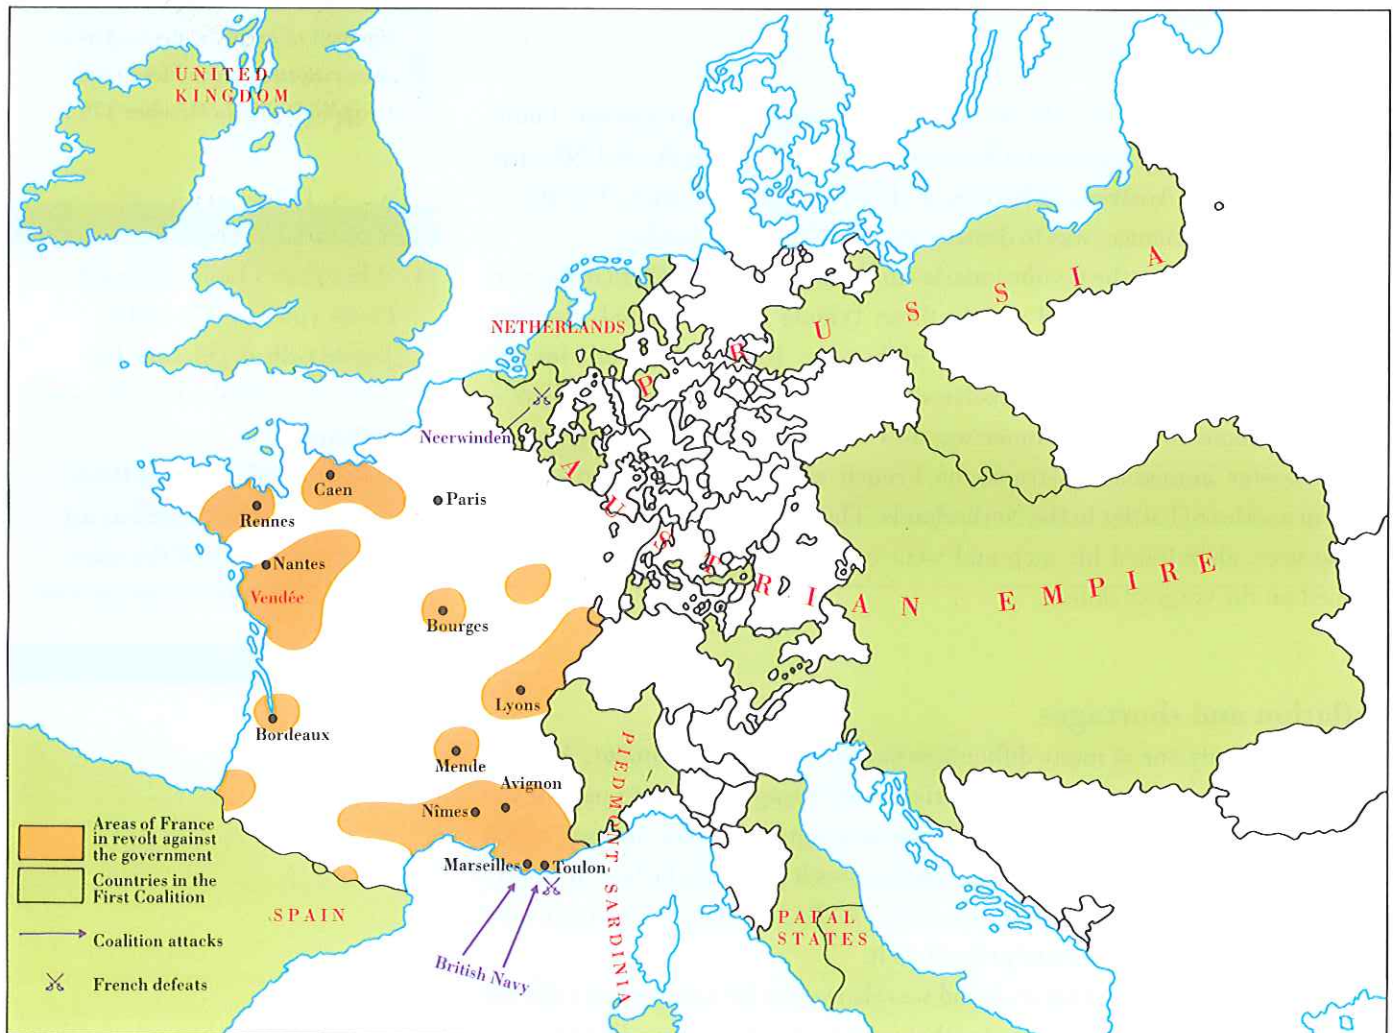 UNITED
KINGDOM
NETHERLANDS
PRUSSIA
Neerwinden
AUSTRIAN EMPIRE
Caen
Paris
Rennes
Nantes
Vendée
Bourges
Lyons
Bordeaux
Mende
Avignon
Nîmes
PIEDMONT-SARDINIA
Marseilles
Toulon
SPAIN
PAPAL
STATES
British Navy
Areas of France
in revolt against
the government
Countries in the
First Coalition
Coalition attacks
French defeats